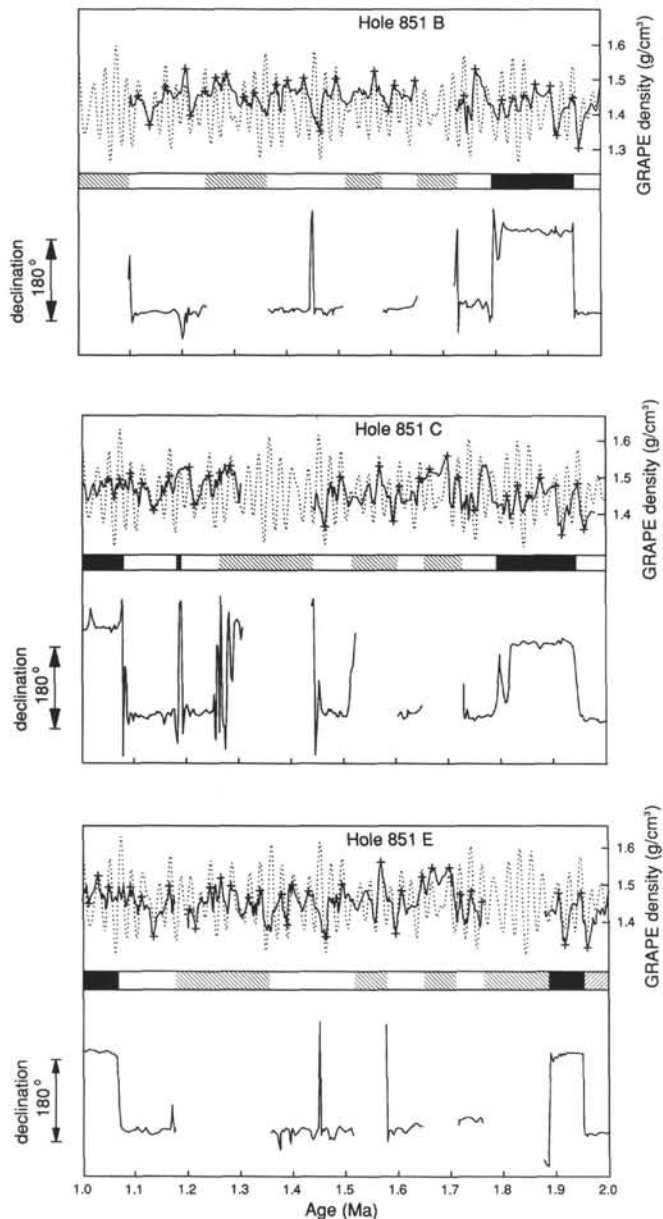 Hole 851 B
1.6
1.5
1.4
1.3
GRAPE density (g/cm³)
declination
180°
Hole 851 C
1.6
1.5
1.4
GRAPE density (g/cm³)
declination
180°
Hole 851 E
1.6
1.5
1.4
GRAPE density (g/cm³)
declination
180°
1.0 1.1 1.2 1.3 1.4 1.5 1.6 1.7 1.8 1.9 2.0
Age (Ma)